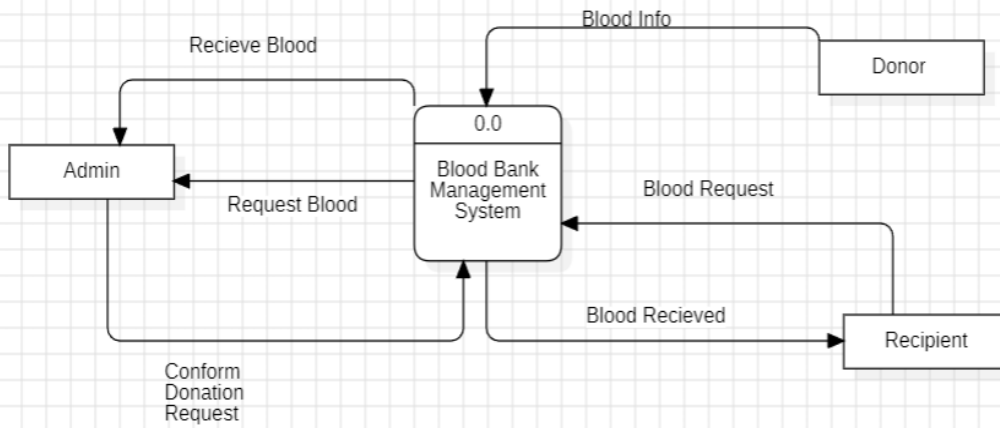 Blood Info
Recieve Blood
Donor
0.0
Admin
Blood Bank
Management
System
Request Blood
Blood Request
Blood Recieved
Recipient
Conform
Donation
Request